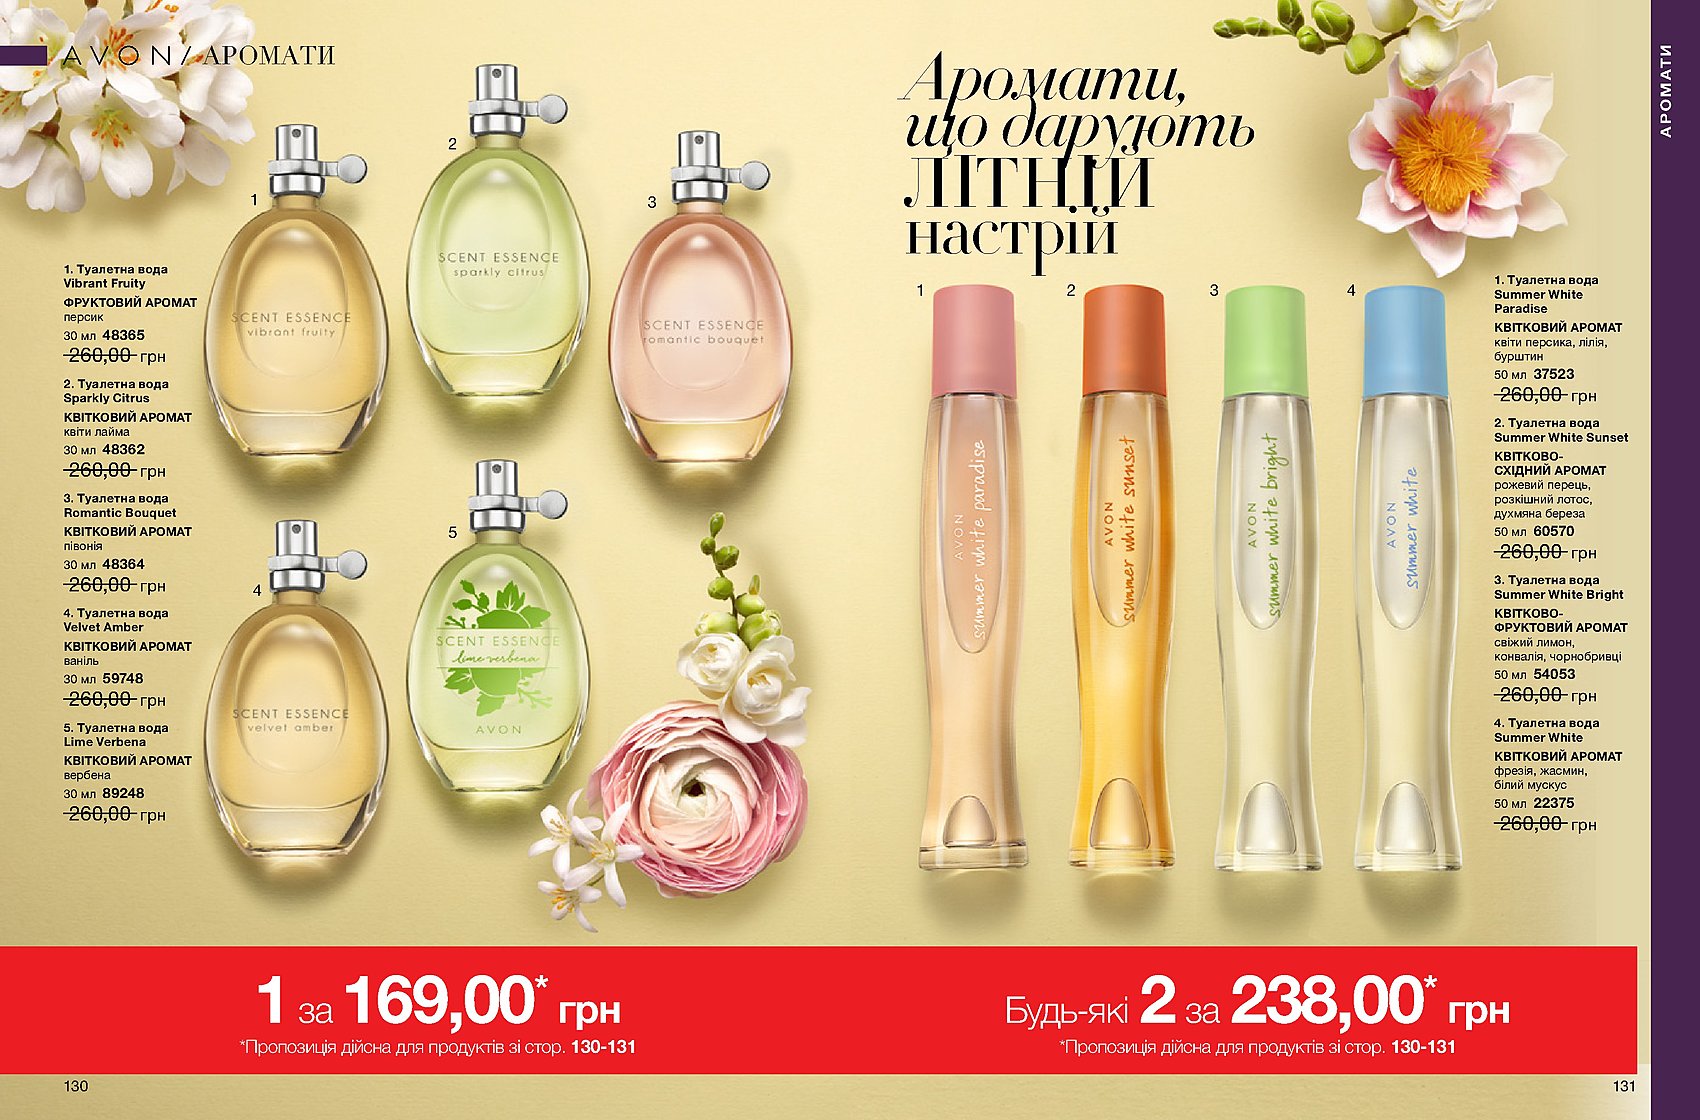 AVON / АРОМАТИ
1
2
3
4
5
SCENT ESSENCE
vibrant fruity
SCENT ESSENCE
sparkly citrus
SCENT ESSENCE
romantic bouquet
SCENT ESSENCE
velvet amber
SCENT ESSENCE
lime verbena
AVON
1. Туалетна вода
Vibrant Fruity
ФРУКТОВИЙ АРОМАТ
персик
30 мл 48365
260,00 грн
2. Туалетна вода
Sparkly Citrus
КВІТКОВИЙ АРОМАТ
квіти лайма
30 мл 48362
260,00 грн
3. Туалетна вода
Romantic Bouquet
КВІТКОВИЙ АРОМАТ
півонія
30 мл 48364
260,00 грн
4. Туалетна вода
Velvet Amber
КВІТКОВИЙ АРОМАТ
ваніль
30 мл 59748
260,00 грн
5. Туалетна вода
Lime Verbena
КВІТКОВИЙ АРОМАТ
вербена
30 мл 89248
260,00 грн
1 за 169,00* грн
*Пропозиція дійсна для продуктів зі стор. 130-131
130
Аромати,
що дарують
ЛІТНІЙ
настрій
1
2
3
4
AVON
summer white paradise
AVON
summer white sunset
AVON
summer white bright
AVON
summer white
1. Туалетна вода
Summer White
Paradise
КВІТКОВИЙ АРОМАТ
квіти персика, лілія,
бурштин
50 мл 37523
260,00 грн
2. Туалетна вода
Summer White Sunset
КВІТКОВО-
СХІДНИЙ АРОМАТ
рожевий перець,
розкішний лотос,
духмяна береза
50 мл 60570
260,00 грн
3. Туалетна вода
Summer White Bright
КВІТКОВО-
ФРУКТОВИЙ АРОМАТ
свіжий лимон,
конвалія, чорнобривці
50 мл 54053
260,00 грн
4. Туалетна вода
Summer White
КВІТКОВИЙ АРОМАТ
фрезія, жасмин,
білий мускус
50 мл 22375
260,00 грн
Будь-які 2 за 238,00* грн
*Пропозиція дійсна для продуктів зі стор. 130-131
131
АРОМАТИ